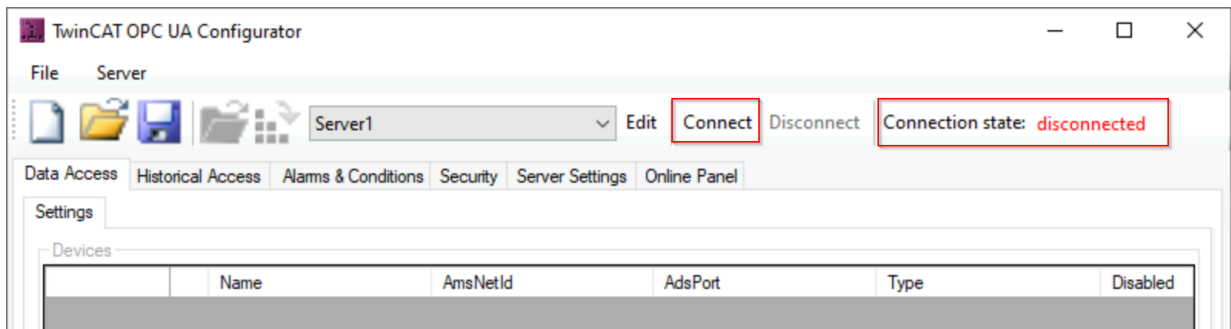 TwinCAT OPC UA Configurator
File Server
Server1 Edit Connect Disconnect Connection state: disconnected
Data Access Historical Access Alarms & Conditions Security Server Settings Online Panel
Settings
Devices
Name AmsNetId AdsPort Type Disabled